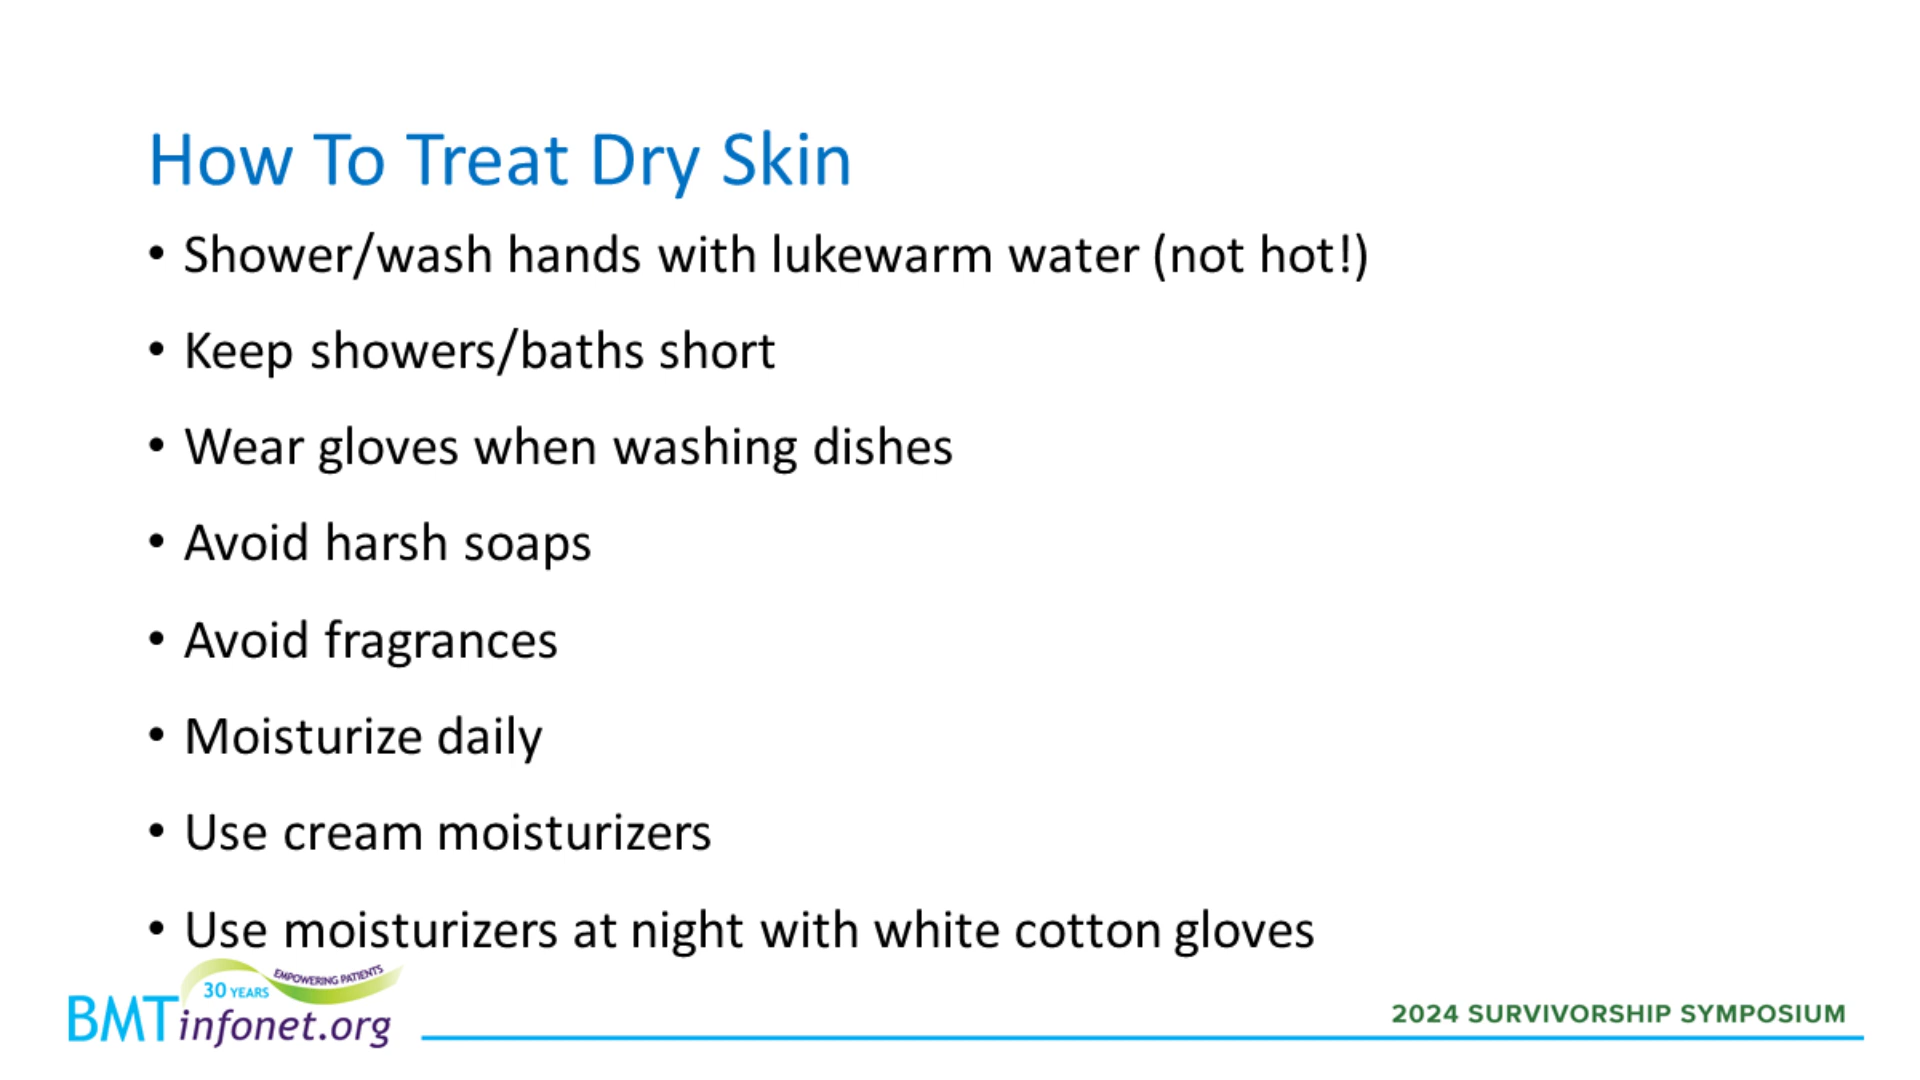 How To Treat Dry Skin
• Shower/wash hands with lukewarm water (not hot!)
• Keep showers/baths short
• Wear gloves when washing dishes
• Avoid harsh soaps
• Avoid fragrances
• Moisturize daily
• Use cream moisturizers
• Use moisturizers at night with white cotton gloves
EMPOWERING PATIENTS
30 YEARS
BMTinfonet.org
2024 SURVIVORSHIP SYMPOSIUM